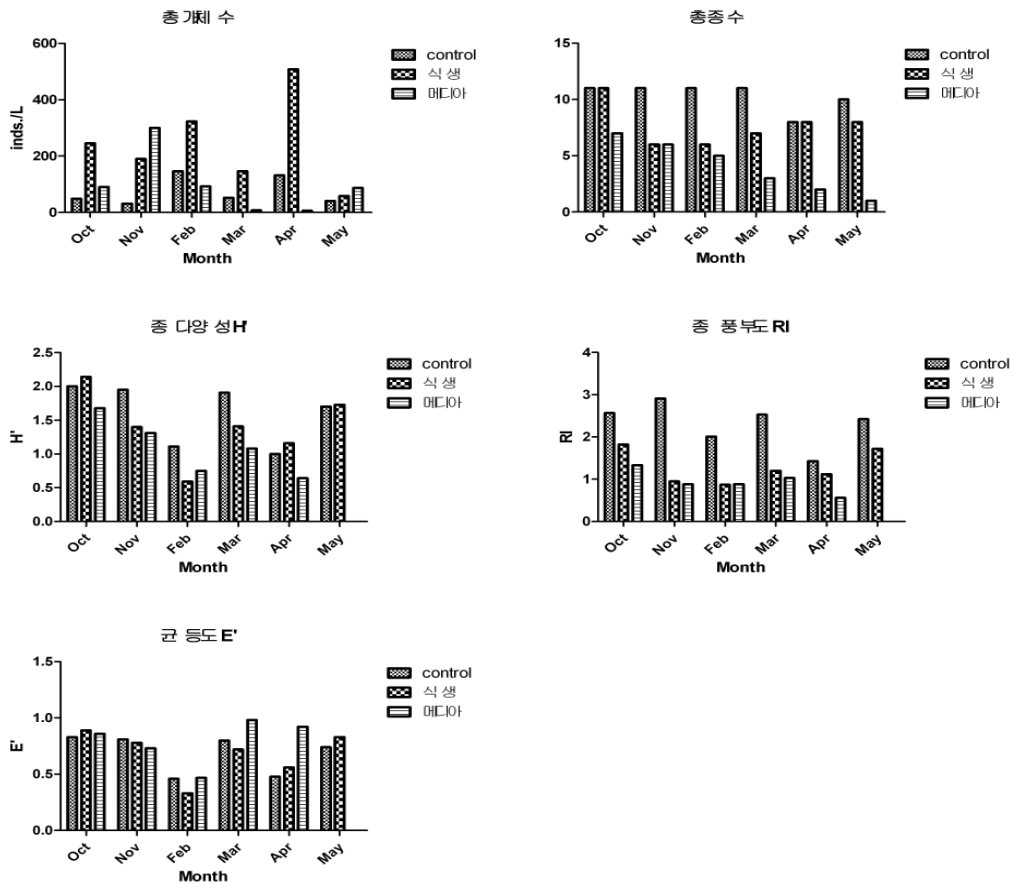 총 개체 수
600
400
200
0
inds./L
Oct
Nov
Feb
Mar
Apr
May
Month
control
식 생
메디아
총 종 수
15
10
5
0
Oct
Nov
Feb
Mar
Apr
May
Month
control
식 생
메디아
종 다양 성 H'
2.5
2.0
1.5
1.0
0.5
0.0
H'
Oct
Nov
Feb
Mar
Apr
May
Month
control
식 생
메디아
종 풍부도 RI
4
3
2
1
0
RI
Oct
Nov
Feb
Mar
Apr
May
Month
control
식 생
메디아
균 등도 E'
1.5
1.0
0.5
0.0
E'
Oct
Nov
Feb
Mar
Apr
May
Month
control
식 생
메디아